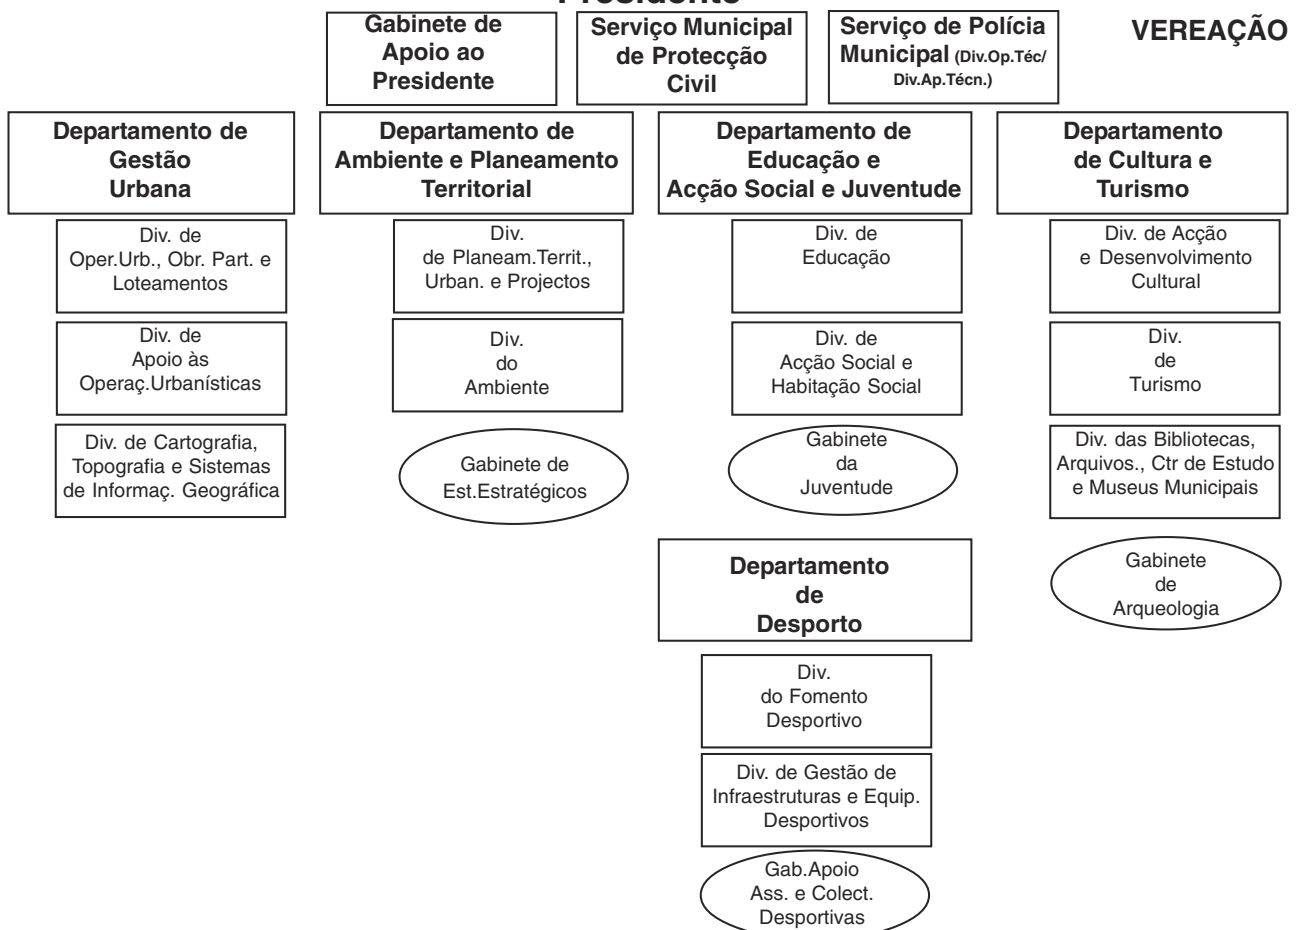 Presidente
Gabinete de
Apoio ao
Presidente
Serviço Municipal
de Protecção
Civil
Serviço de Polícia
Municipal (Div.Op.Téc/
Div.Ap.Técn.)
VEREAÇÃO
Departamento de
Gestão
Urbana
Departamento de
Ambiente e Planeamento
Territorial
Departamento de
Educação e
Acção Social e Juventude
Departamento
de Cultura e
Turismo
Div. de
Oper.Urb., Obr. Part. e
Loteamentos
Div.
de Planeam.Territ.,
Urban. e Projectos
Div. de
Educação
Div. de Acção
e Desenvolvimento
Cultural
Div. de
Apoio às
Operaç.Urbanísticas
Div.
do
Ambiente
Div. de
Acção Social e
Habitação Social
Div.
de
Turismo
Div. de Cartografia,
Topografia e Sistemas
de Informaç. Geográfica
Gabinete de
Est.Estratégicos
Gabinete
da
Juventude
Div. das Bibliotecas,
Arquivos., Ctr de Estudo
e Museus Municipais
Departamento
de
Desporto
Gabinete
de
Arqueologia
Div.
do Fomento
Desportivo
Div. de Gestão de
Infraestruturas e Equip.
Desportivos
Gab.Apoio
Ass. e Colect.
Desportivas